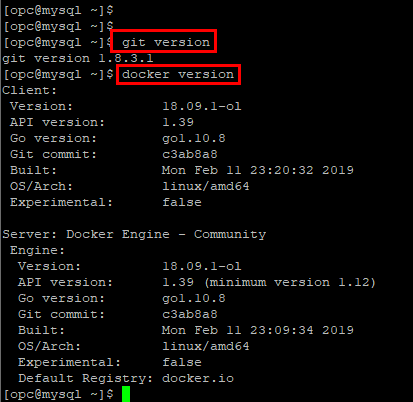 [opc@mysql ~]$
[opc@mysql ~]$
[opc@mysql ~]$ git version
git version 1.8.3.1
[opc@mysql ~]$ docker version
Client:
 Version:           18.09.1-ol
 API version:       1.39
 Go version:        go1.10.8
 Git commit:        c3ab8a8
 Built:             Mon Feb 11 23:20:32 2019
 OS/Arch:           linux/amd64
 Experimental:      false

Server: Docker Engine - Community
 Engine:
  Version:          18.09.1-ol
  API version:      1.39 (minimum version 1.12)
  Go version:       go1.10.8
  Git commit:       c3ab8a8
  Built:            Mon Feb 11 23:09:34 2019
  OS/Arch:          linux/amd64
  Experimental:     false
  Default Registry: docker.io
[opc@mysql ~]$